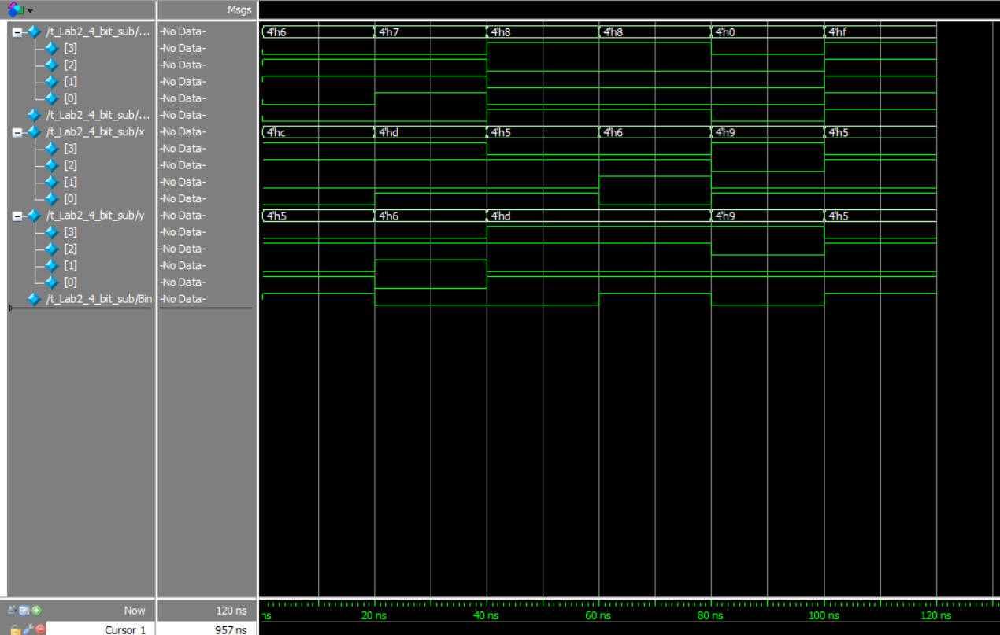 Msgs
/t_Lab2_4_bit_sub/... -No Data- 4'h6 4'h7 4'h8 4'h8 4'h0 4'hf
[3] -No Data-
[2] -No Data-
[1] -No Data-
[0] -No Data-
/t_Lab2_4_bit_sub/... -No Data-
/t_Lab2_4_bit_sub/x -No Data- 4'hc 4'hd 4'h5 4'h6 4'h9 4'h5
[3] -No Data-
[2] -No Data-
[1] -No Data-
[0] -No Data-
/t_Lab2_4_bit_sub/y -No Data- 4'h5 4'h6 4'hd 4'h9 4'h5
[3] -No Data-
[2] -No Data-
[1] -No Data-
[0] -No Data-
/t_Lab2_4_bit_sub/Bin -No Data-
Now 120 ns ns 20 ns 40 ns 60 ns 80 ns 100 ns 120 ns
Cursor 1 957 ns